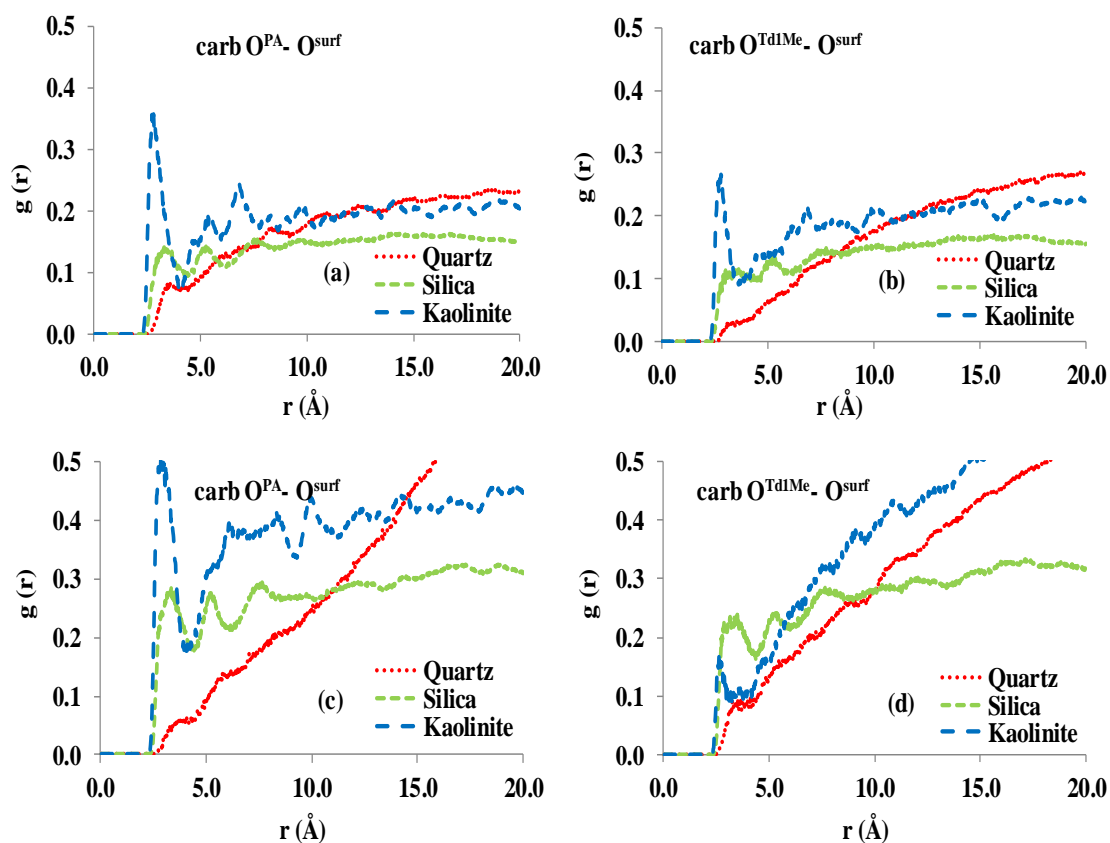 carb O^PA- O^surf
g (r)
0.5
0.4
0.3
0.2
0.1
0.0
0.0 5.0 10.0 15.0 20.0
r (Å)
(a)
Quartz
Silica
Kaolinite
carb O^Td1Me- O^surf
g (r)
0.5
0.4
0.3
0.2
0.1
0.0
0.0 5.0 10.0 15.0 20.0
r (Å)
(b)
Quartz
Silica
Kaolinite
carb O^PA- O^surf
g (r)
0.5
0.4
0.3
0.2
0.1
0.0
0.0 5.0 10.0 15.0 20.0
r (Å)
(c)
Quartz
Silica
Kaolinite
carb O^Td1Me- O^surf
g (r)
0.5
0.4
0.3
0.2
0.1
0.0
0.0 5.0 10.0 15.0 20.0
r (Å)
(d)
Quartz
Silica
Kaolinite